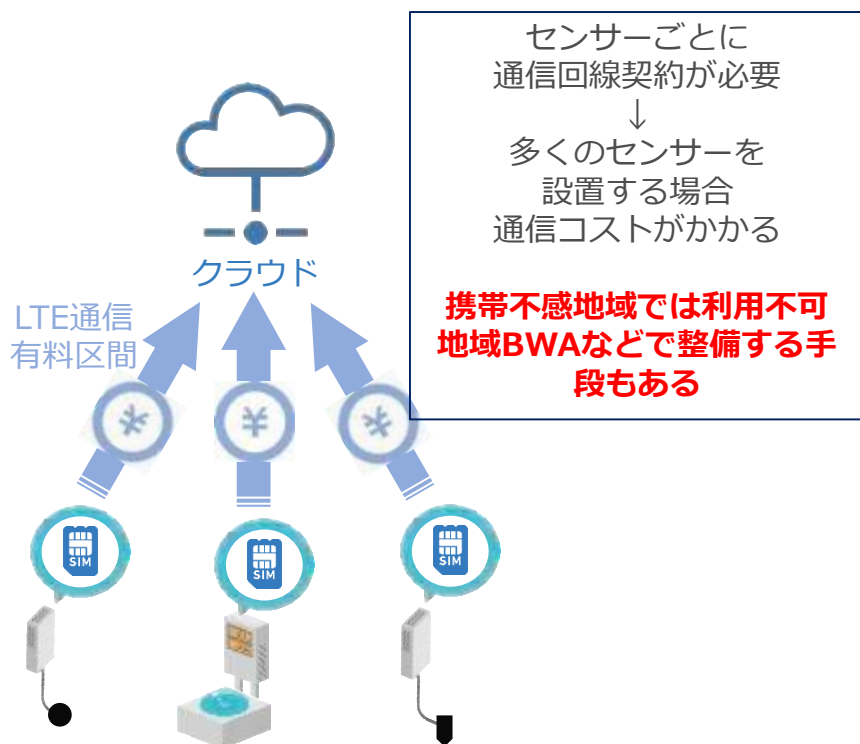 センサーごとに
通信回線契約が必要
↓
多くのセンサーを
設置する場合
通信コストがかかる
携帯不感地域では利用不可
地域BWAなどで整備する手
段もある
クラウド
LTE通信
有料区間
¥
¥
¥
SIM
SIM
SIM